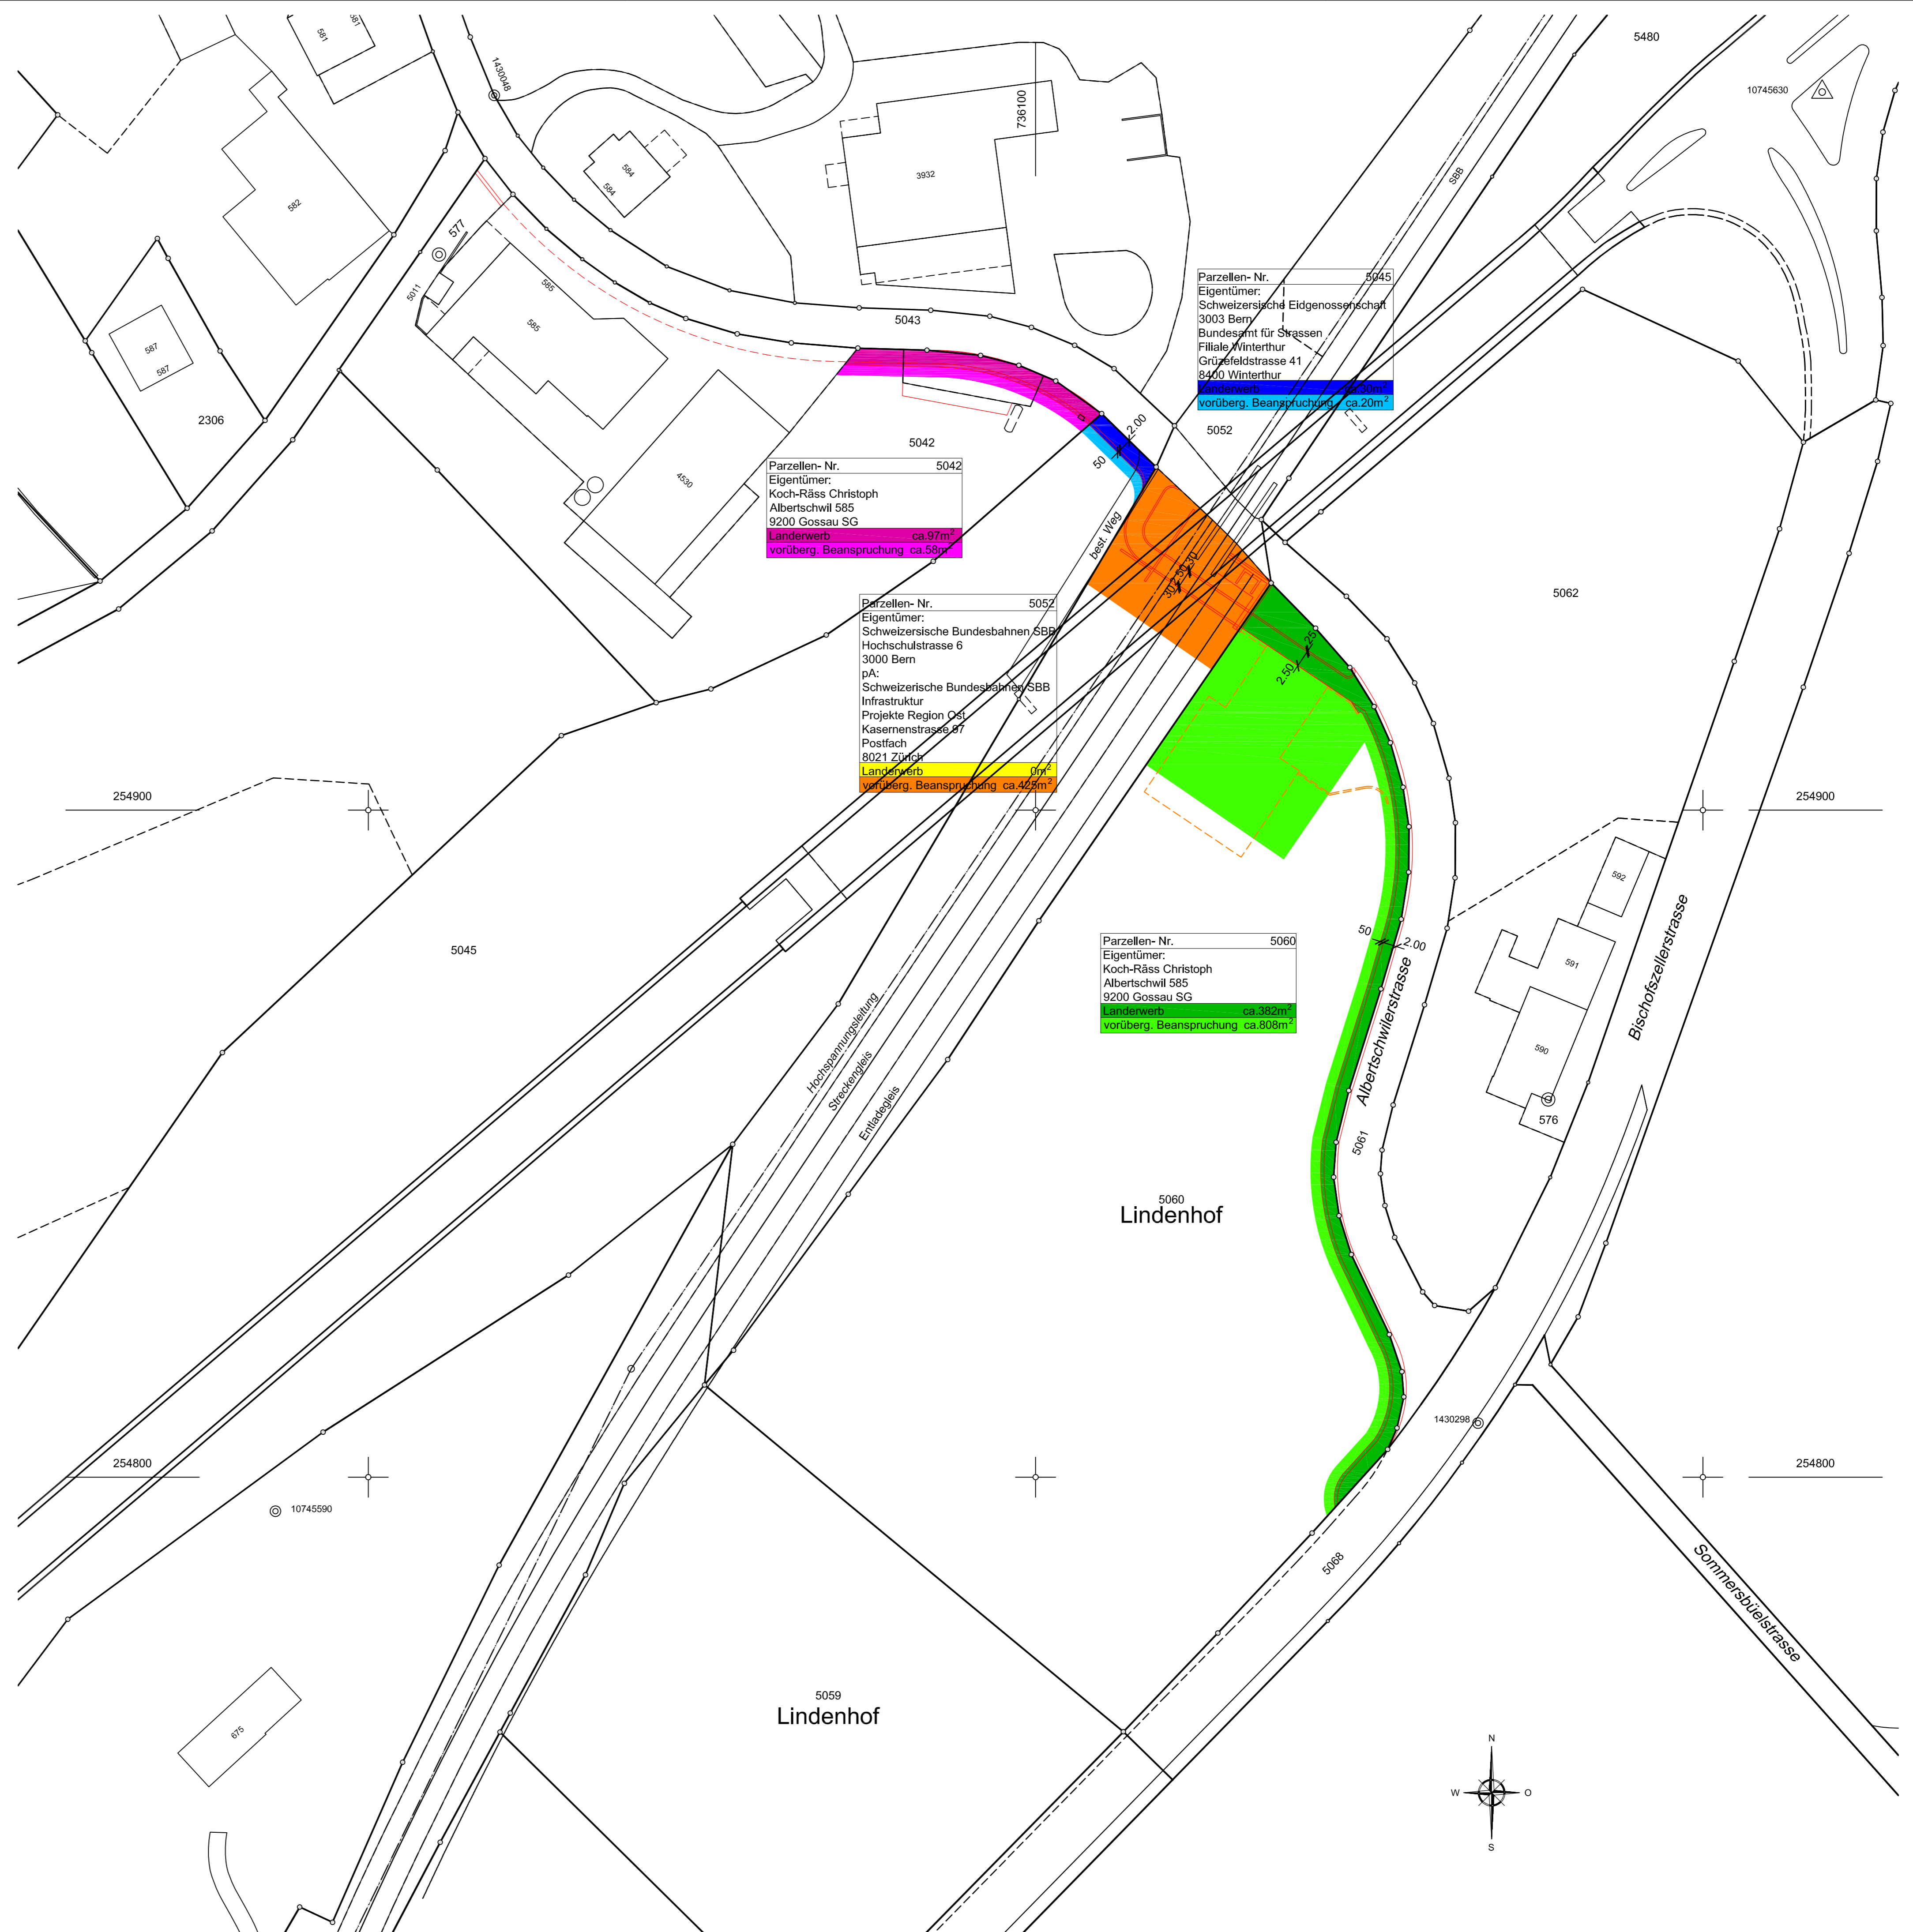 581
581
5480
1430048
10745630
736100
584
584
3932
SBB
582
577
585
5011
585
587
587
5043
2306
Parzellen- Nr. 5045
Eigentümer:
Schweizersische Eidgenossenschaft
3003 Bern
Bundesamt für Strassen
Filiale Winterthur
Grüzefeldstrasse 41
8400 Winterthur
Landerwerb
vorüberg. Beanspruchung ca.20m²
5042
5052
2.00
50
4530
Parzellen- Nr. 5042
Eigentümer:
Koch-Räss Christoph
Albertschwil 585
9200 Gossau SG
Landerwerb ca.97m²
vorüberg. Beanspruchung ca.58m²
best. Weg
30
2.50
30
5062
Parzellen- Nr. 5052
Eigentümer:
Schweizersische Bundesbahnen SBB
Hochschulstrasse 6
3000 Bern
pA:
Schweizerische Bundesbahnen SBB
Infrastruktur
Projekte Region Ost
Kasernenstrasse 97
Postfach
8021 Zürich
Landerwerb 0m²
vorüberg. Beanspruchung ca.425m²
25
2.50
254900
254900
592
591
590
576
5045
50
2.00
Parzellen- Nr. 5060
Eigentümer:
Koch-Räss Christoph
Albertschwil 585
9200 Gossau SG
Landerwerb ca.382m²
vorüberg. Beanspruchung ca.808m²
Albertschwilerstrasse
Bischofszellerstrasse
Hochspannungsleitung
Streckengleis
Entladegleis
5061
5060
Lindenhof
1430298
254800
254800
10745590
5068
Sommersbüelstrasse
5059
Lindenhof
675
N
W O
S